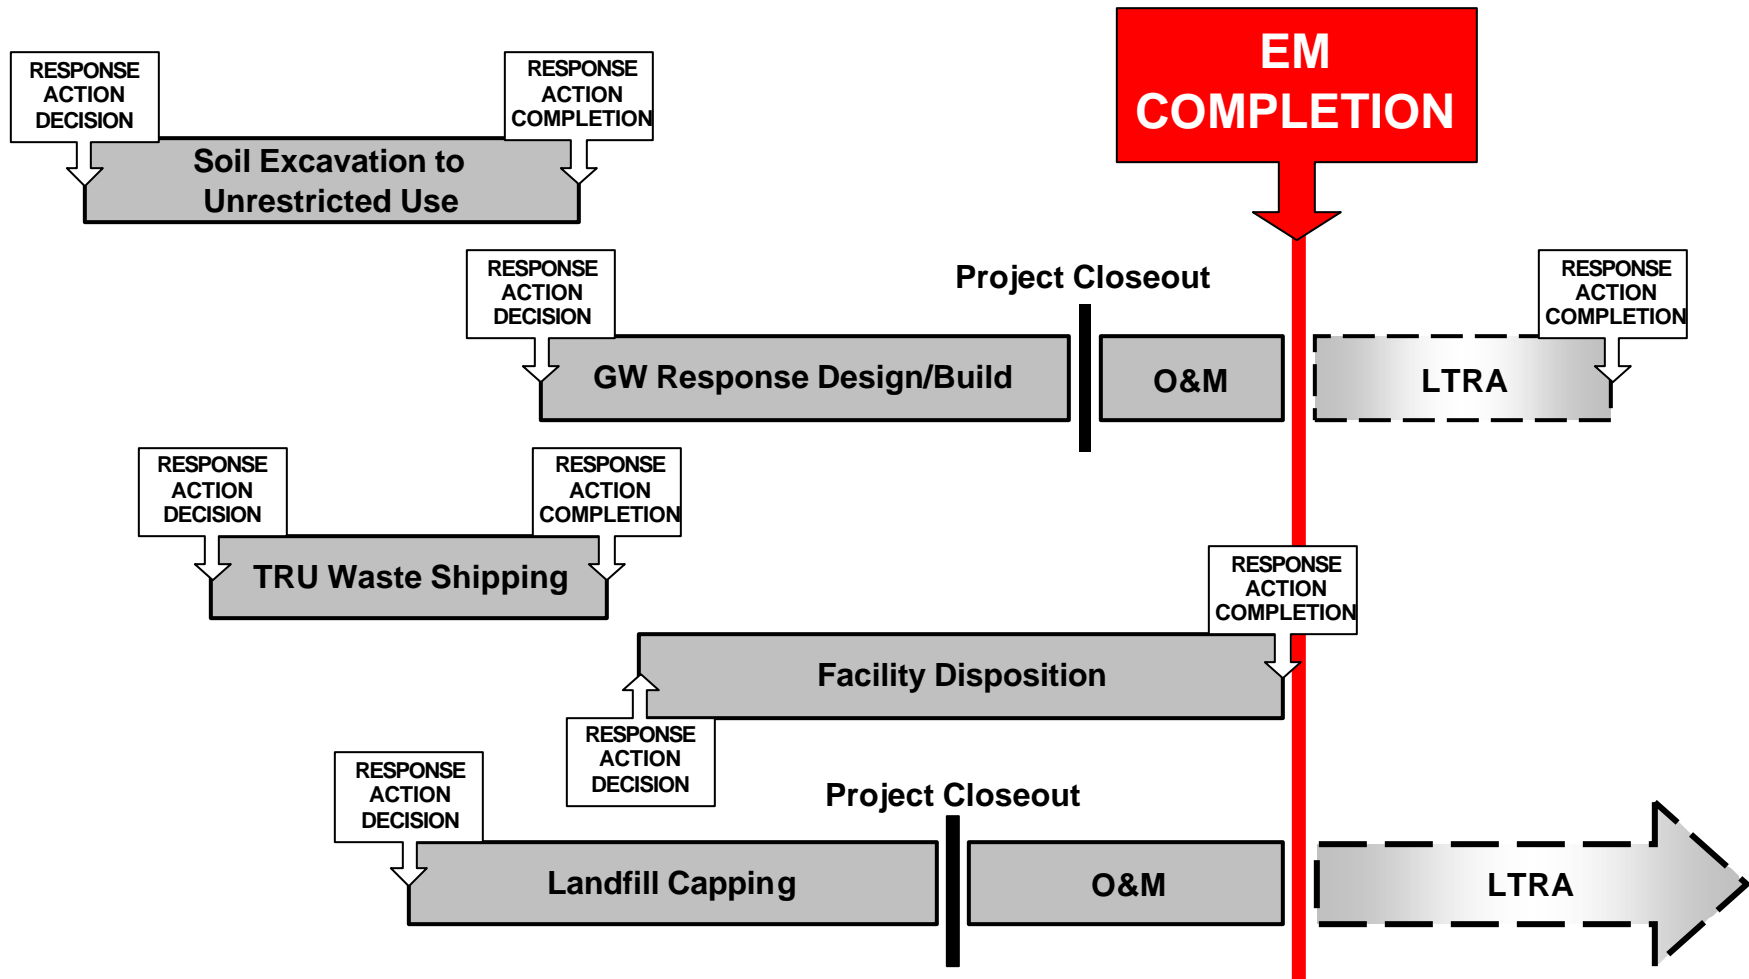 EM
COMPLETION
RESPONSE
ACTION
DECISION
RESPONSE
ACTION
COMPLETION
Soil Excavation to
Unrestricted Use
RESPONSE
ACTION
DECISION
Project Closeout
RESPONSE
ACTION
COMPLETION
GW Response Design/Build
O&M
LTRA
RESPONSE
ACTION
DECISION
RESPONSE
ACTION
COMPLETION
TRU Waste Shipping
RESPONSE
ACTION
COMPLETION
Facility Disposition
RESPONSE
ACTION
DECISION
RESPONSE
ACTION
DECISION
Project Closeout
Landfill Capping
O&M
LTRA